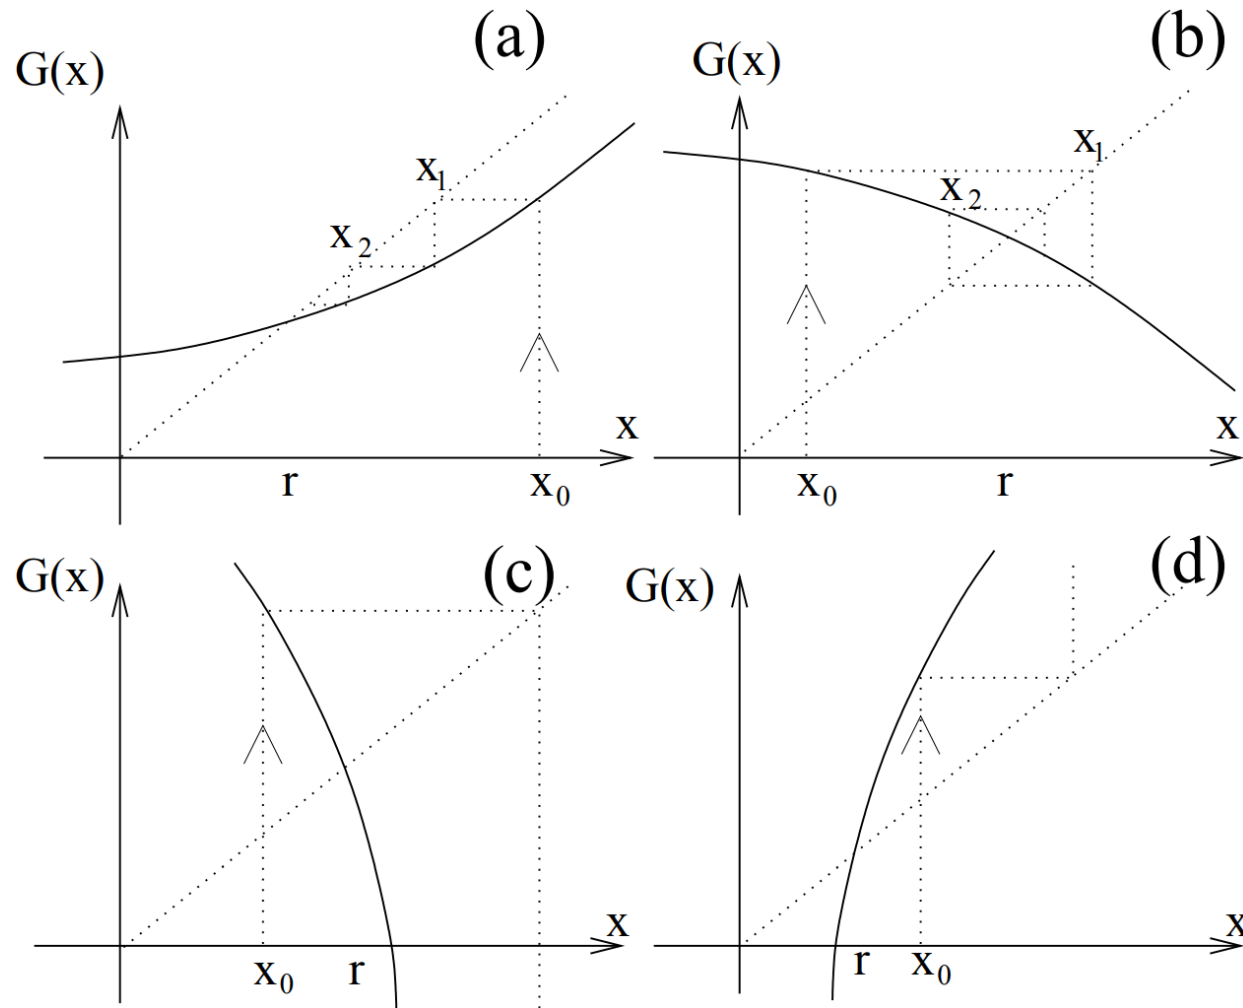 (a)
G(x)
x₁
x₂
x
r
x₀
(b)
G(x)
x₁
x₂
x
x₀
r
(c)
G(x)
x
x₀
r
(d)
G(x)
x
r
x₀